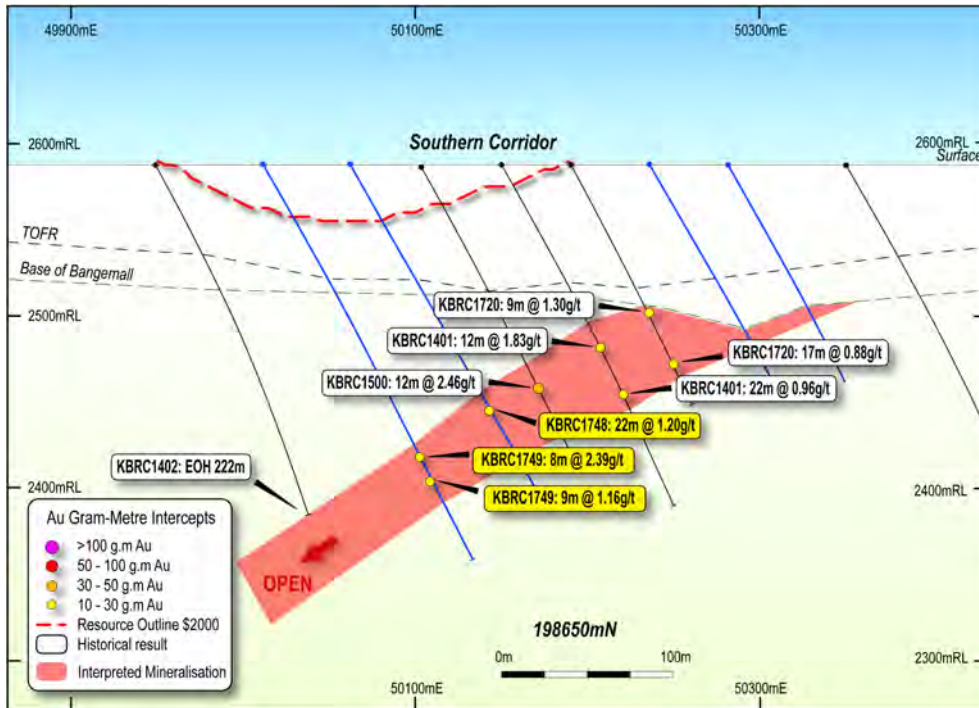 49900mE
50100mE
50300mE
2600mRL
Southern Corridor
2600mRL
Surface
TOFR
Base of Bangemall
2500mRL
KBRC1720: 9m @ 1.30g/t
KBRC1401: 12m @ 1.83g/t
KBRC1720: 17m @ 0.88g/t
KBRC1500: 12m @ 2.46g/t
KBRC1401: 22m @ 0.96g/t
KBRC1748: 22m @ 1.20g/t
KBRC1749: 8m @ 2.39g/t
KBRC1402: EOH 222m
KBRC1749: 9m @ 1.16g/t
2400mRL
2400mRL
Au Gram-Metre Intercepts
>100 g.m Au
50 - 100 g.m Au
30 - 50 g.m Au
10 - 30 g.m Au
Resource Outline $2000
Historical result
Interpreted Mineralisation
OPEN
198650mN
0m
100m
2300mRL
50100mE
50300mE